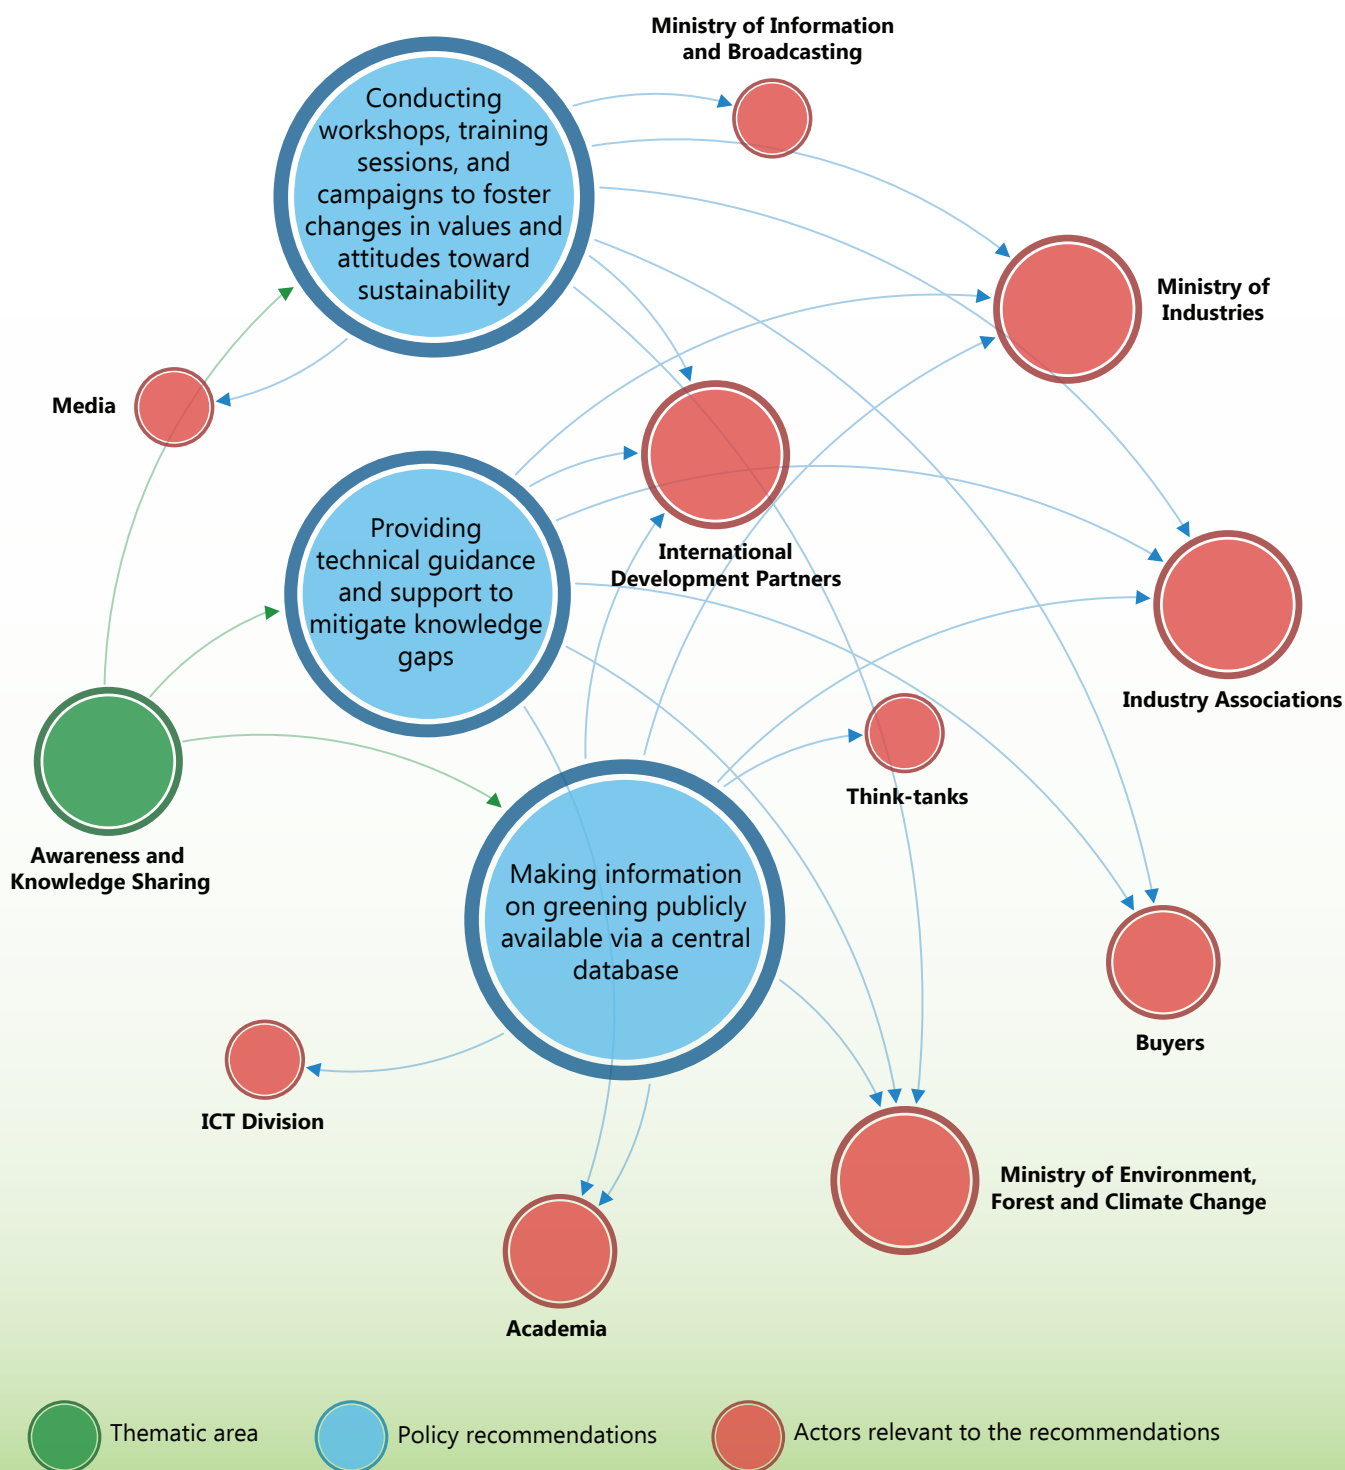 Ministry of Information
and Broadcasting
Conducting
workshops, training
sessions, and
campaigns to foster
changes in values and
attitudes toward
sustainability
Ministry of
Industries
Media
Providing
technical guidance
and support to
mitigate knowledge
gaps
International
Development Partners
Industry Associations
Think-tanks
Awareness and
Knowledge Sharing
Making information
on greening publicly
available via a central
database
Buyers
ICT Division
Ministry of Environment,
Forest and Climate Change
Academia
Thematic area
Policy recommendations
Actors relevant to the recommendations